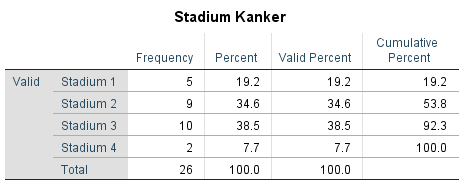 Stadium Kanker
Frequency Percent Valid Percent Cumulative Percent
Valid Stadium 1 5 19.2 19.2 19.2
Stadium 2 9 34.6 34.6 53.8
Stadium 3 10 38.5 38.5 92.3
Stadium 4 2 7.7 7.7 100.0
Total 26 100.0 100.0